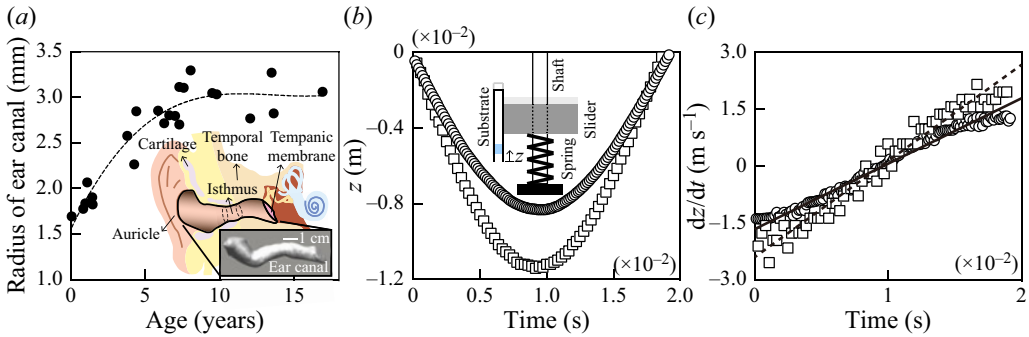 (a)
3.5
3.0
2.5
2.0
1.5
1.0
0
5
10
15
Radius of ear canal (mm)
Age (years)
Cartilage
Temporal
bone
Tempanic
membrane
Isthmus
Auricle
1 cm
Ear canal
(b)
(×10⁻²)
0
−0.4
−0.8
−1.2
z (m)
0
0.5
1.0
1.5
2.0
Time (s)
(×10⁻²)
Substrate
z
Shaft
Slider
Spring
(c)
3.0
1.5
0
−1.5
−3.0
dz/dt (m s⁻¹)
0
1
2
Time (s)
(×10⁻²)